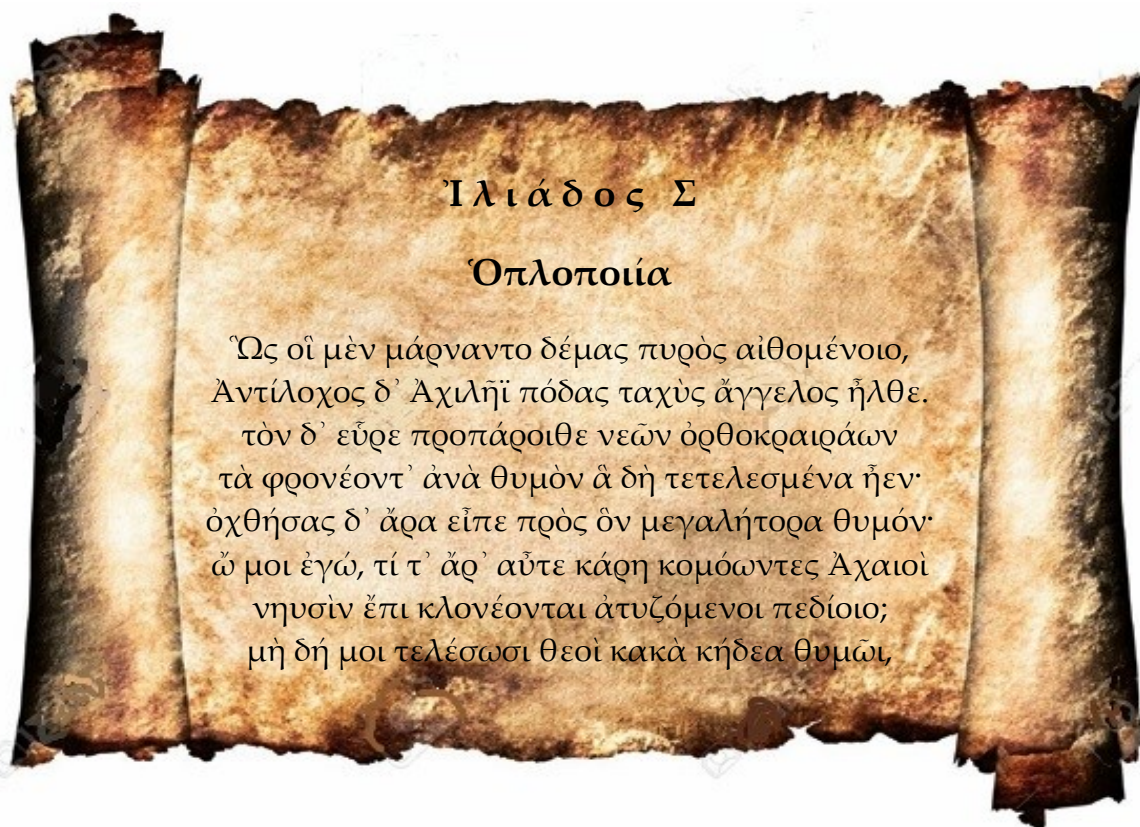 Ἰλιάδος Σ
Ὁπλοποιία
Ὣς οἳ μὲν μάρναντο δέμας πυρὸς αἰθομένοιο,
Ἀντίλοχος δ᾽ Ἀχιλῆϊ πόδας ταχὺς ἄγγελος ἦλθε.
τὸν δ᾽ εὗρε προπάροιθε νεῶν ὀρθοκραιράων
τὰ φρονέοντ᾽ ἀνὰ θυμὸν ἃ δὴ τετελεσμένα ἦεν·
ὀχθήσας δ᾽ ἄρα εἶπε πρὸς ὃν μεγαλήτορα θυμόν·
ὤ μοι ἐγώ, τί τ᾽ ἄρ᾽ αὖτε κάρη κομόωντες Ἀχαιοὶ
νηυσὶν ἔπι κλονέονται ἀτυζόμενοι πεδίοιο;
μὴ δή μοι τελέσωσι θεοὶ κακὰ κήδεα θυμῶι,